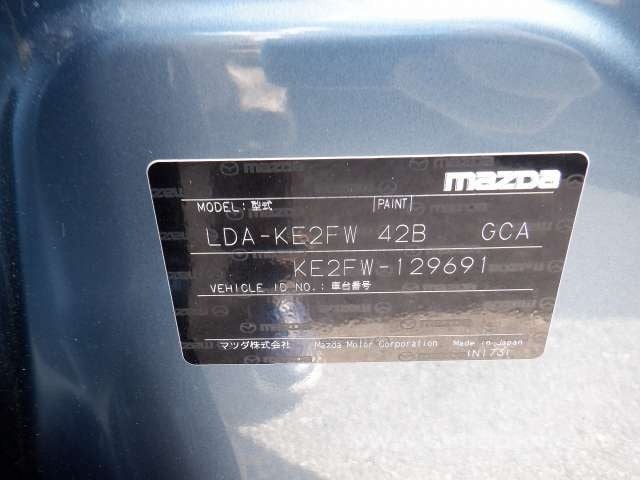 mazda
MODEL:型式 PAINT
LDA-KE2FW 42B GCA
KE2FW-129691
VEHICLE ID NO.:車台番号
マツダ株式会社 Mazda Motor Corporation Made in Japan
1N1731